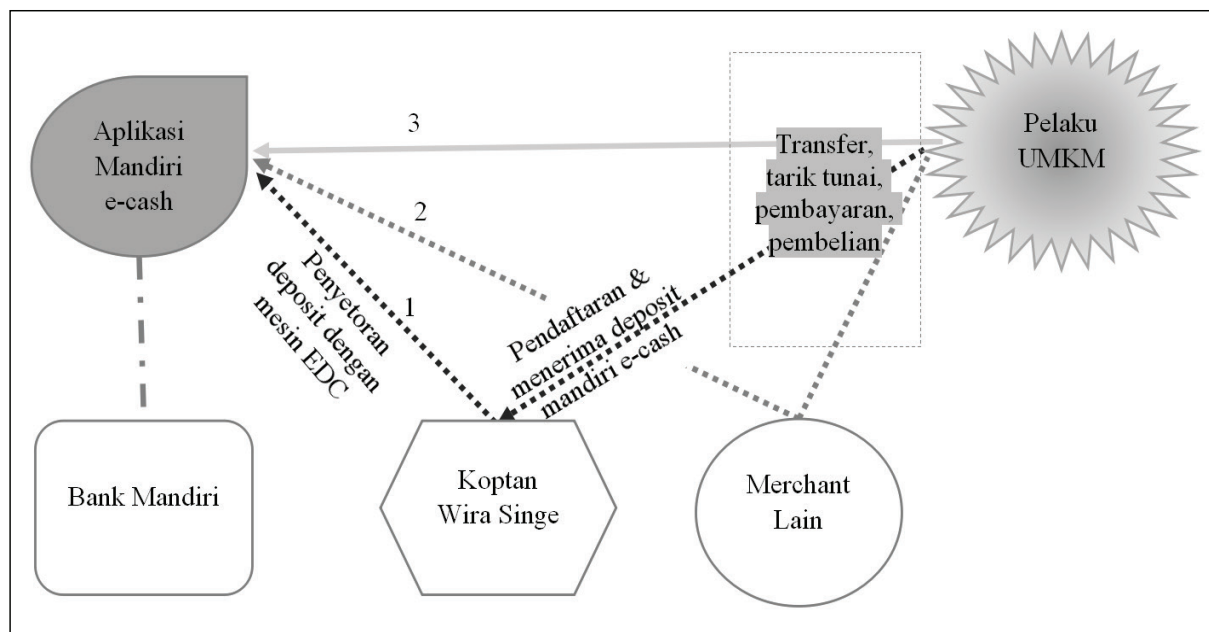 Aplikasi
Mandiri
e-cash
3
2
1
Transfer,
tarik tunai,
pembayaran,
pembelian
Pelaku
UMKM
Penyetoran
deposit dengan
mesin EDC
Pendaftaran &
menerima deposit
mandiri e-cash
Bank Mandiri
Koptan
Wira Singe
Merchant
Lain